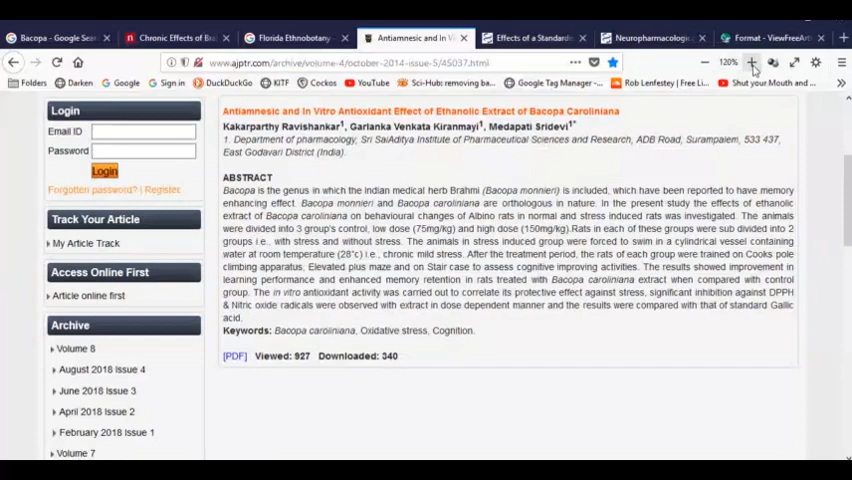 Bacopa - Google Sea
Chronic Effects of Bra
Florida Ethnobotany -
Antiamnesic and In Vi
Effects of a Standard
Neuropharmacologic
Format - ViewFreeArt
www.ajptr.com/archive/volume-4/october-2014-issue-5/45037.html
120%
Folders
Darken
Google
Sign in
DuckDuckGo
KITF
Cockos
YouTube
Sci-Hub: removing ba...
Google Tag Manager -...
Rob Lenfestey | Free Li...
Shut your Mouth and ...
Login
Email ID
Password
Login
Forgotten password? | Register
Track Your Article
My Article Track
Access Online First
Article online first
Archive
Volume 8
August 2018 Issue 4
June 2018 Issue 3
April 2018 Issue 2
February 2018 Issue 1
Volume 7
Antiamnesic and In Vitro Antioxidant Effect of Ethanolic Extract of Bacopa Caroliniana
Kakarparthy Ravishankar1, Garlanka Venkata Kiranmayi1, Medapati Sridevi1*
1. Department of pharmacology, Sri SaiAditya Institute of Pharmaceutical Sciences and Research, ADB Road, Surampalem, 533 437,
East Godavari District (India).
ABSTRACT
Bacopa is the genus in which the Indian medical herb Brahmi (Bacopa monnieri) is included, which have been reported to have memory
enhancing effect. Bacopa monnieri and Bacopa caroliniana are orthologous in nature. In the present study the effects of ethanolic
extract of Bacopa caroliniana on behavioural changes of Albino rats in normal and stress induced rats was investigated. The animals
were divided into 3 group's control, low dose (75mg/kg) and high dose (150mg/kg).Rats in each of these groups were sub divided into 2
groups i.e., with stress and without stress. The animals in stress induced group were forced to swim in a cylindrical vessel containing
water at room temperature (28°c) i.e., chronic mild stress. After the treatment period, the rats of each group were trained on Cooks pole
climbing apparatus, Elevated plus maze and on Stair case to assess cognitive improving activities. The results showed improvement in
learning performance and enhanced memory retention in rats treated with Bacopa caroliniana extract when compared with control
group. The in vitro antioxidant activity was carried out to correlate its protective effect against stress, significant inhibition against DPPH
& Nitric oxide radicals were observed with extract in dose dependent manner and the results were compared with that of standard Gallic
acid.
Keywords: Bacopa caroliniana, Oxidative stress, Cognition.
[PDF] Viewed: 927 Downloaded: 340